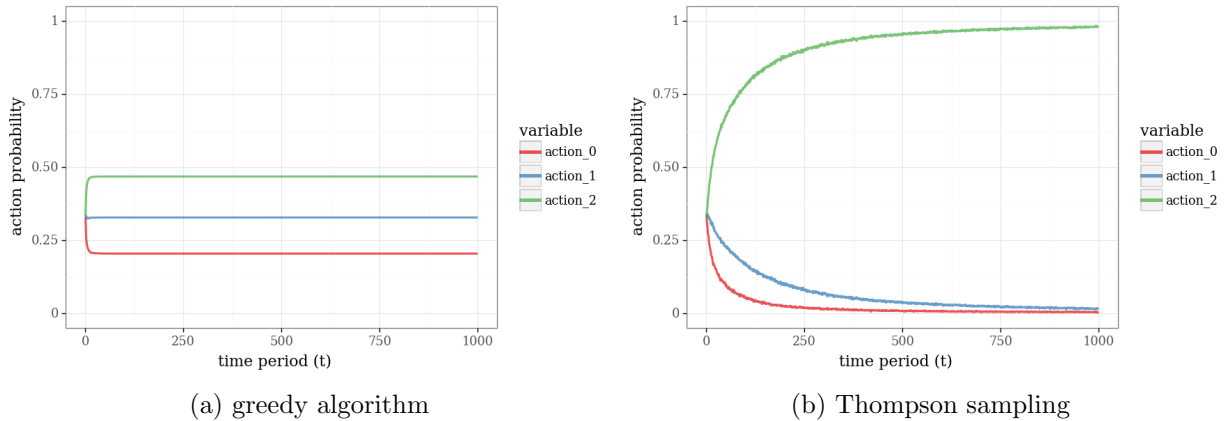 1
0.75
0.50
0.25
0
action probability
0
250
500
750
1000
time period (t)
variable
action_0
action_1
action_2
(a) greedy algorithm
1
0.75
0.50
0.25
0
action probability
0
250
500
750
1000
time period (t)
variable
action_0
action_1
action_2
(b) Thompson sampling